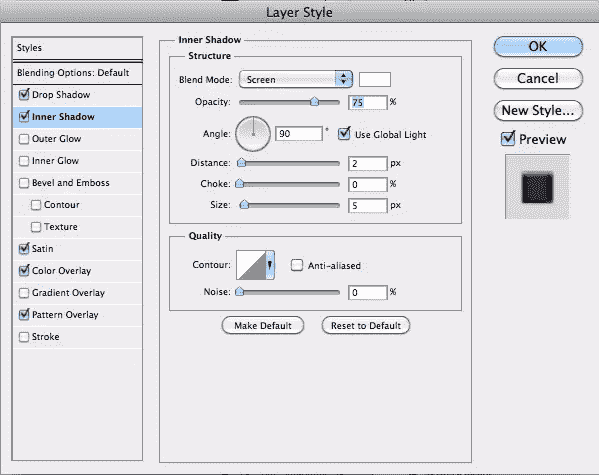 Layer Style
Styles
Blending Options: Default
Drop Shadow
Inner Shadow
Outer Glow
Inner Glow
Bevel and Emboss
Contour
Texture
Satin
Color Overlay
Gradient Overlay
Pattern Overlay
Stroke
Inner Shadow
Structure
Blend Mode: Screen
Opacity: 75 %
Angle: 90 ° Use Global Light
Distance: 2 px
Choke: 0 %
Size: 5 px
Quality
Contour: Anti-aliased
Noise: 0 %
Make Default Reset to Default
OK
Cancel
New Style...
Preview